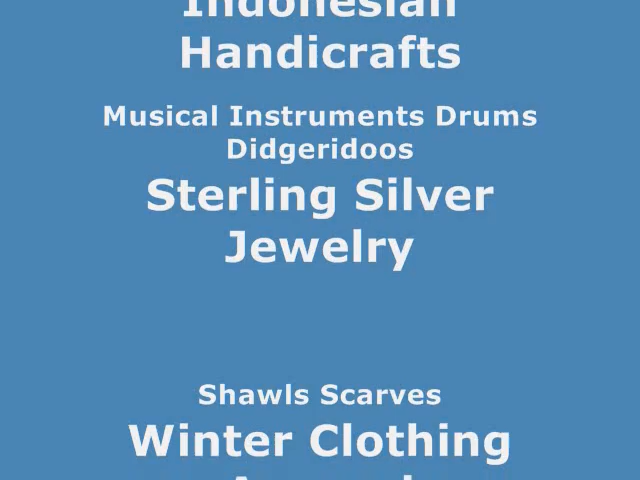 Indonesian
Handicrafts
Musical Instruments Drums
Didgeridoos
Sterling Silver
Jewelry
Shawls Scarves
Winter Clothing